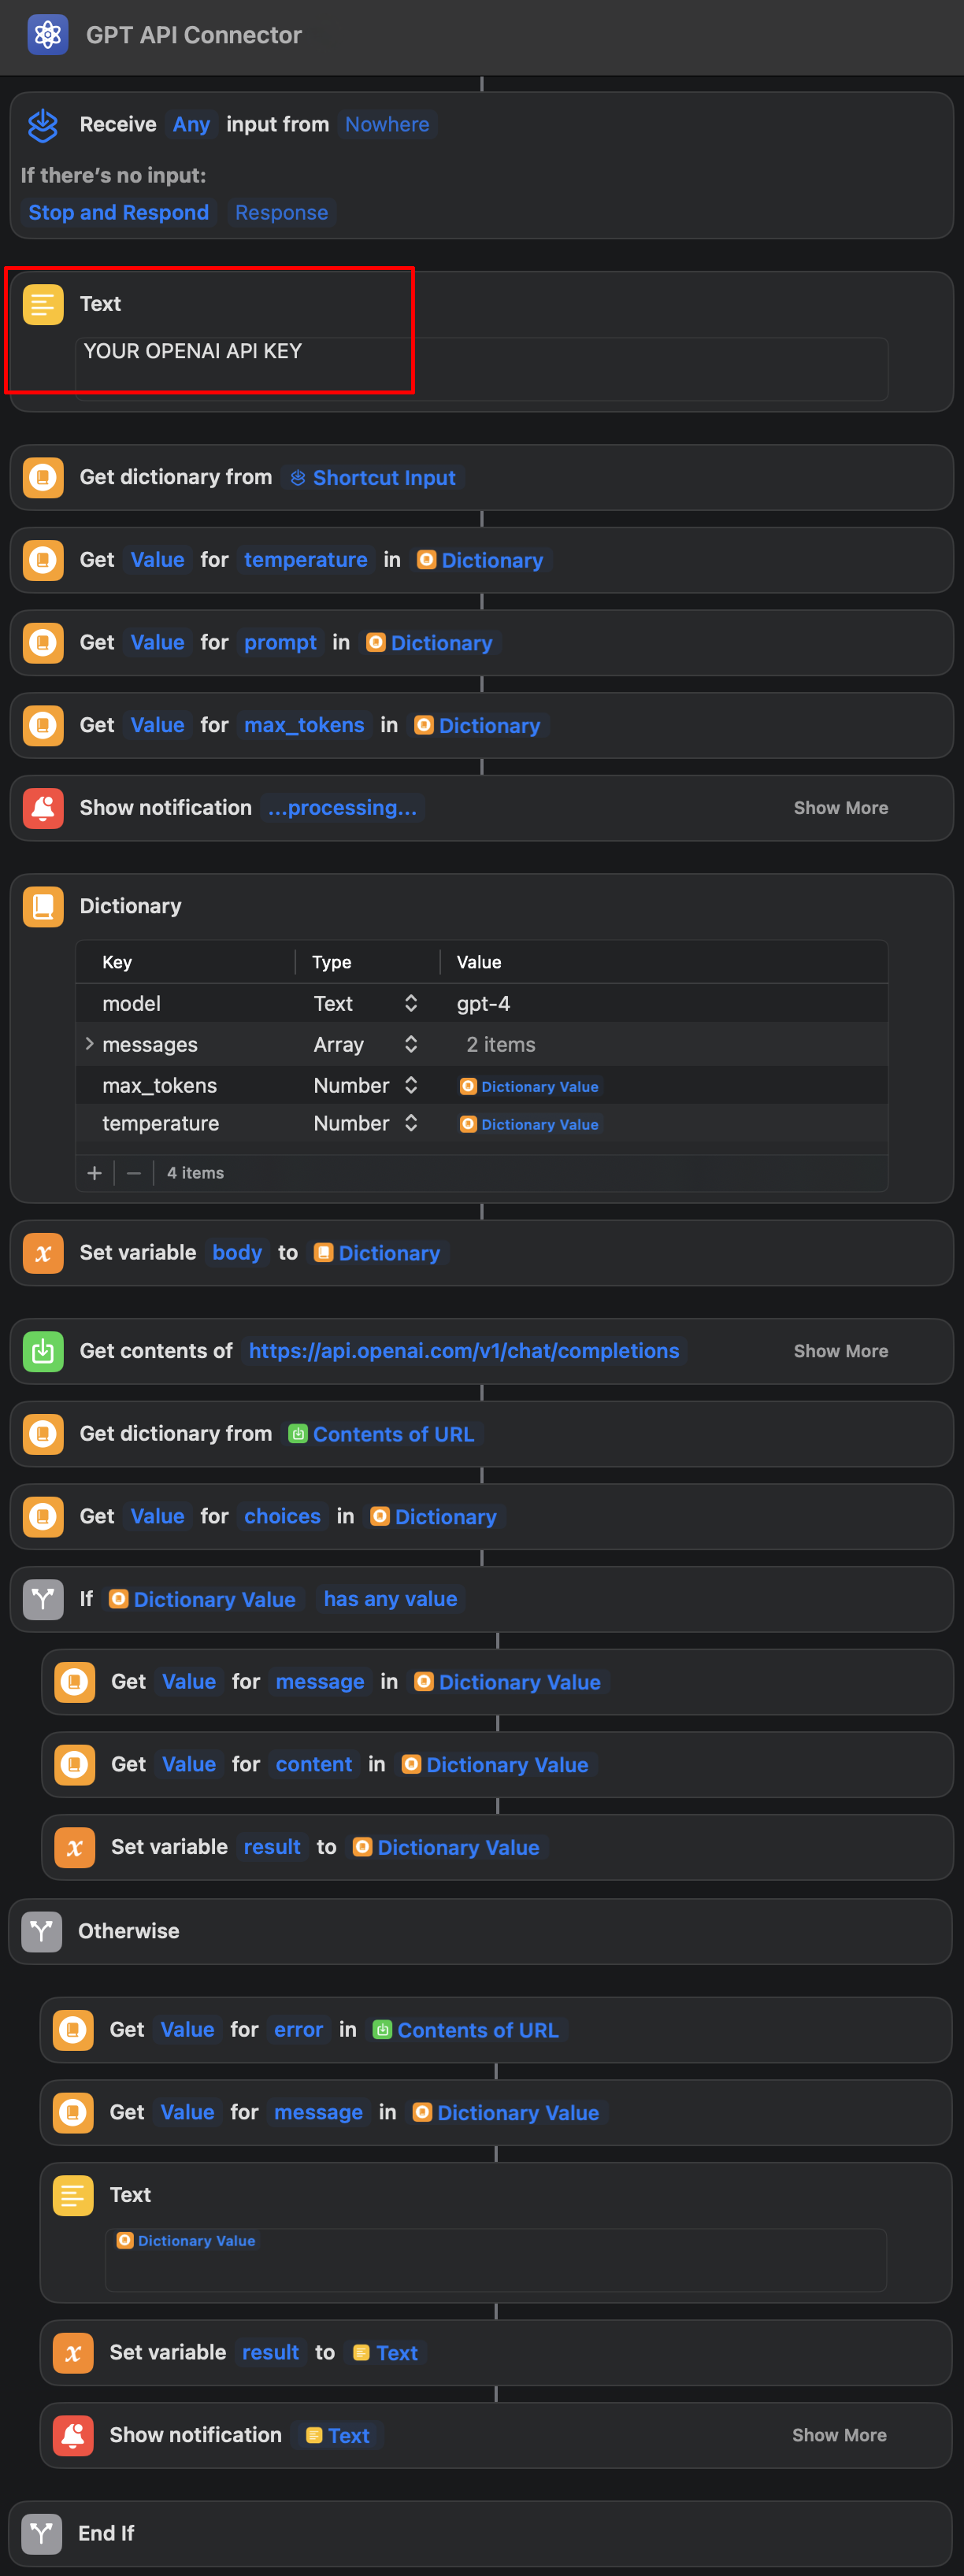 GPT API Connector
Receive Any input from Nowhere
If there's no input:
Stop and Respond Response
Text
YOUR OPENAI API KEY
Get dictionary from Shortcut Input
Get Value for temperature in Dictionary
Get Value for prompt in Dictionary
Get Value for max_tokens in Dictionary
Show notification ...processing... Show More
Dictionary
Key Type Value
model Text gpt-4
messages Array 2 items
max_tokens Number Dictionary Value
temperature Number Dictionary Value
+ − 4 items
Set variable body to Dictionary
Get contents of https://api.openai.com/v1/chat/completions Show More
Get dictionary from Contents of URL
Get Value for choices in Dictionary
If Dictionary Value has any value
Get Value for message in Dictionary Value
Get Value for content in Dictionary Value
Set variable result to Dictionary Value
Otherwise
Get Value for error in Contents of URL
Get Value for message in Dictionary Value
Text
Dictionary Value
Set variable result to Text
Show notification Text Show More
End If